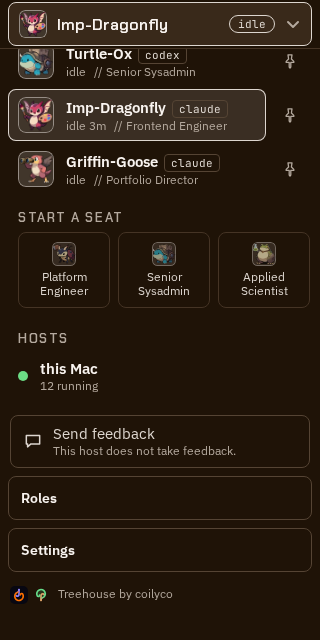 Imp-Dragonfly idle
Turtle-Ox codex
idle // Senior Sysadmin
Imp-Dragonfly claude
idle 3m // Frontend Engineer
Griffin-Goose claude
idle // Portfolio Director
START A SEAT
Platform Engineer
Senior Sysadmin
Applied Scientist
HOSTS
this Mac
12 running
Send feedback
This host does not take feedback.
Roles
Settings
Treehouse by coilyco